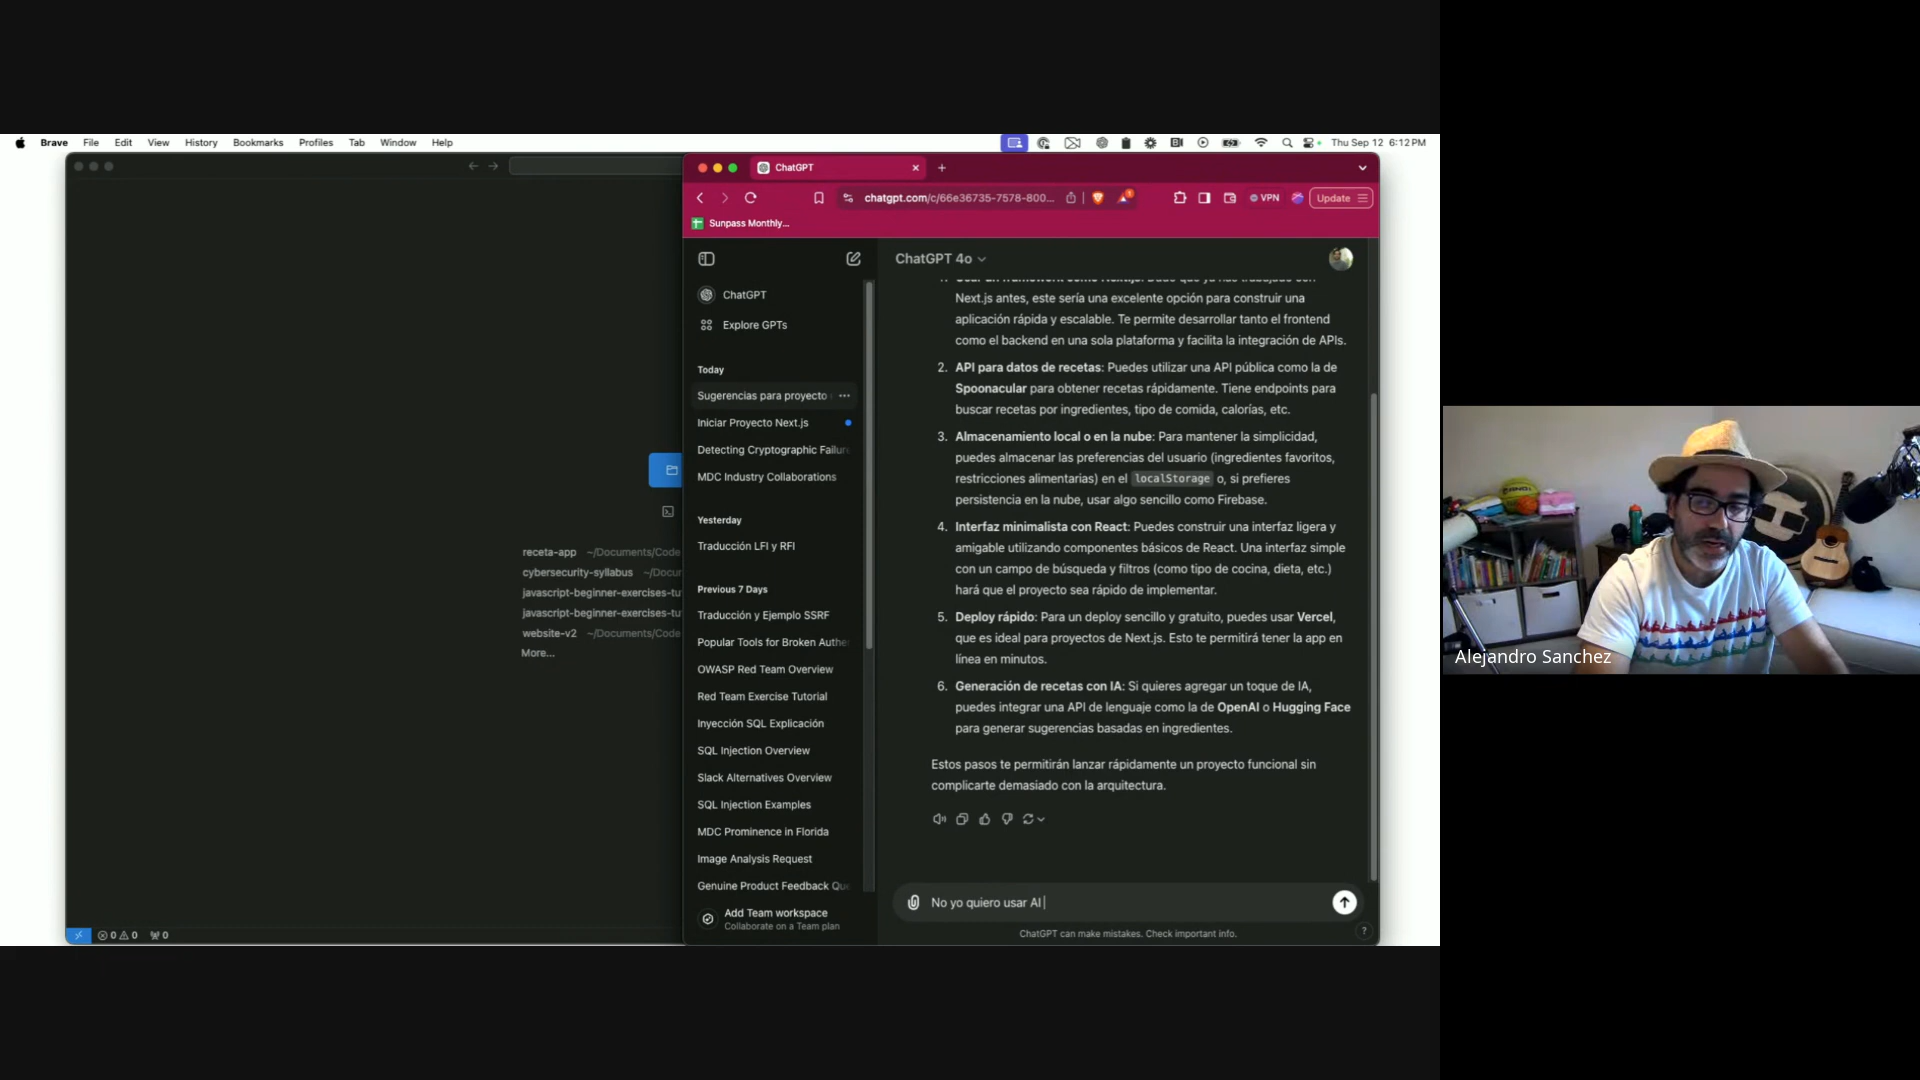 Brave File Edit View History Bookmarks Profiles Tab Window Help
Thu Sep 12 6:12 PM
ChatGPT
chatgpt.com/c/66e36735-7578-800...
VPN
Update
Sunpass Monthly...
ChatGPT
Explore GPTs
Today
Sugerencias para proyecto
Iniciar Proyecto Next.js
Detecting Cryptographic Failur
MDC Industry Collaborations
Yesterday
Traducción LFI y RFI
Previous 7 Days
Traducción y Ejemplo SSRF
Popular Tools for Broken Authe
OWASP Red Team Overview
Red Team Exercise Tutorial
Inyección SQL Explicación
SQL Injection Overview
Slack Alternatives Overview
SQL Injection Examples
MDC Prominence in Florida
Image Analysis Request
Genuine Product Feedback Qu
Add Team workspace
Collaborate on a Team plan
ChatGPT 4o
Next.js antes, este sería una excelente opción para construir una
aplicación rápida y escalable. Te permite desarrollar tanto el frontend
como el backend en una sola plataforma y facilita la integración de APIs.
2. API para datos de recetas: Puedes utilizar una API pública como la de
Spoonacular para obtener recetas rápidamente. Tiene endpoints para
buscar recetas por ingredientes, tipo de comida, calorías, etc.
3. Almacenamiento local o en la nube: Para mantener la simplicidad,
puedes almacenar las preferencias del usuario (ingredientes favoritos,
restricciones alimentarias) en el localStorage o, si prefieres
persistencia en la nube, usar algo sencillo como Firebase.
4. Interfaz minimalista con React: Puedes construir una interfaz ligera y
amigable utilizando componentes básicos de React. Una interfaz simple
con un campo de búsqueda y filtros (como tipo de cocina, dieta, etc.)
hará que el proyecto sea rápido de implementar.
5. Deploy rápido: Para un deploy sencillo y gratuito, puedes usar Vercel,
que es ideal para proyectos de Next.js. Esto te permitirá tener la app en
línea en minutos.
6. Generación de recetas con IA: Si quieres agregar un toque de IA,
puedes integrar una API de lenguaje como la de OpenAI o Hugging Face
para generar sugerencias basadas en ingredientes.
Estos pasos te permitirán lanzar rápidamente un proyecto funcional sin
complicarte demasiado con la arquitectura.
No yo quiero usar AI
ChatGPT can make mistakes. Check important info.
?
receta-app ~/Documents/Code
cybersecurity-syllabus ~/Docur
javascript-beginner-exercises-tu
javascript-beginner-exercises-tu
website-v2 ~/Documents/Code
More...
0 0 0
Alejandro Sanchez